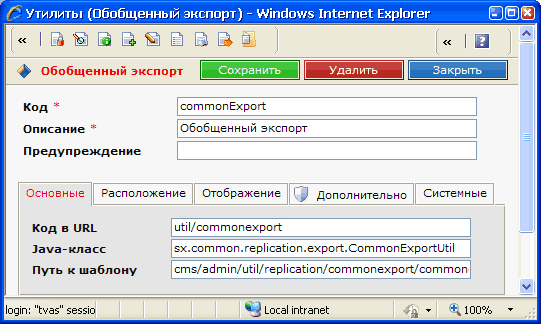 Утилиты (Обобщенный экспорт) - Windows Internet Explorer
« «
Обобщенный экспорт Сохранить Удалить Закрыть
Код * commonExport
Описание * Обобщенный экспорт
Предупреждение
Основные Расположение Отображение Дополнительно Системные
Код в URL util/commonexport
Java-класс sx.common.replication.export.CommonExportUtil
Путь к шаблону cms/admin/util/replication/commonexport/common
login: "tvas" sessio Local intranet 100%